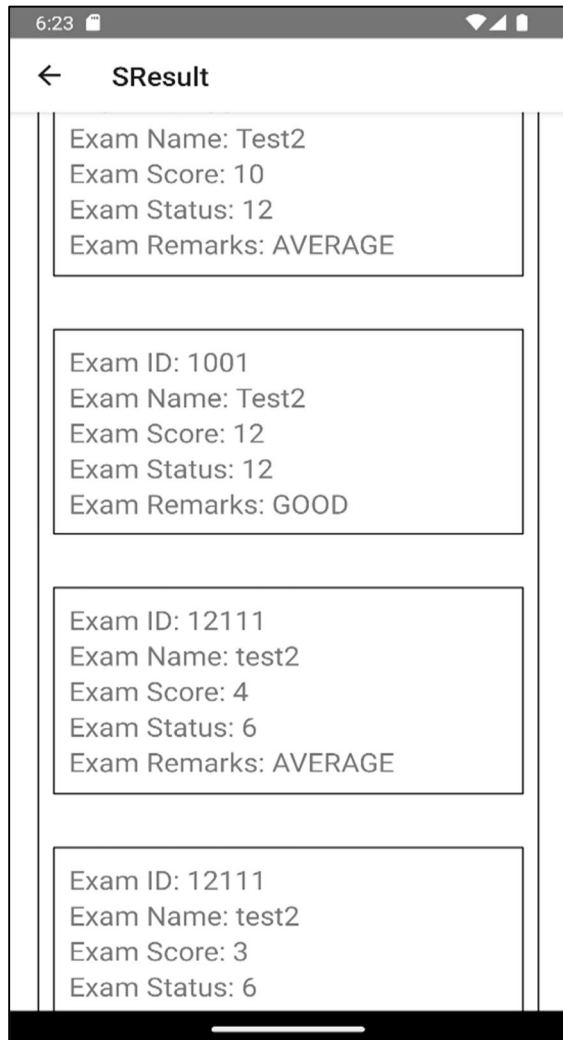 6:23
SResult
Exam Name: Test2
Exam Score: 10
Exam Status: 12
Exam Remarks: AVERAGE
Exam ID: 1001
Exam Name: Test2
Exam Score: 12
Exam Status: 12
Exam Remarks: GOOD
Exam ID: 12111
Exam Name: test2
Exam Score: 4
Exam Status: 6
Exam Remarks: AVERAGE
Exam ID: 12111
Exam Name: test2
Exam Score: 3
Exam Status: 6